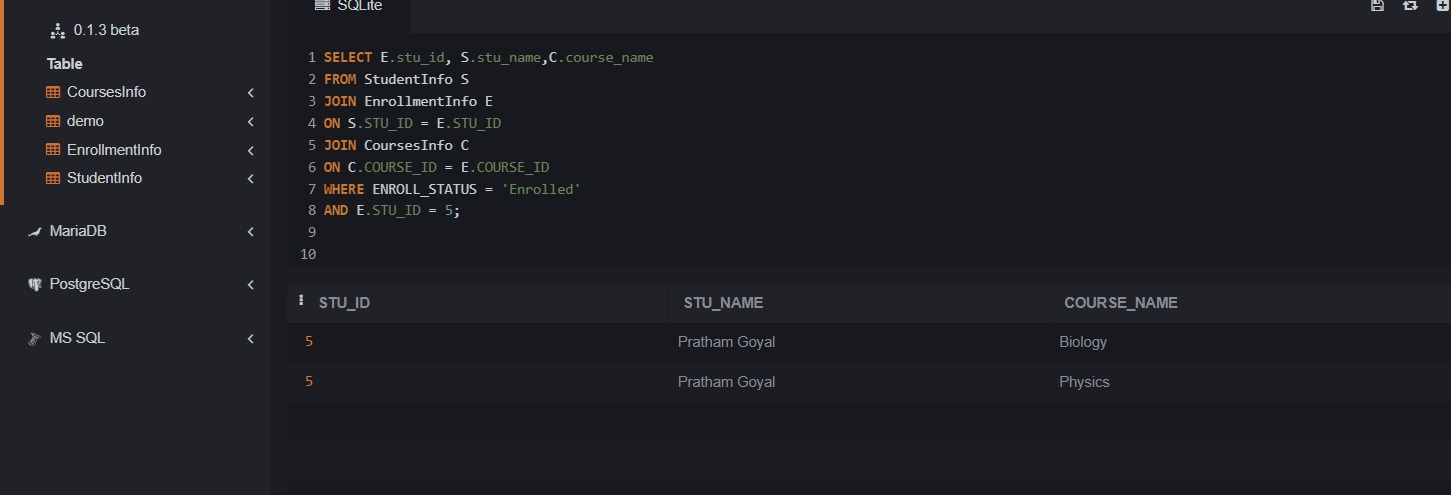 SQLite
0.1.3 beta
Table
CoursesInfo
demo
EnrollmentInfo
StudentInfo
MariaDB
PostgreSQL
MS SQL
1 SELECT E.stu_id, S.stu_name,C.course_name
2 FROM StudentInfo S
3 JOIN EnrollmentInfo E
4 ON S.STU_ID = E.STU_ID
5 JOIN CoursesInfo C
6 ON C.COURSE_ID = E.COURSE_ID
7 WHERE ENROLL_STATUS = 'Enrolled'
8 AND E.STU_ID = 5;
9
10
STU_ID STU_NAME COURSE_NAME
5 Pratham Goyal Biology
5 Pratham Goyal Physics